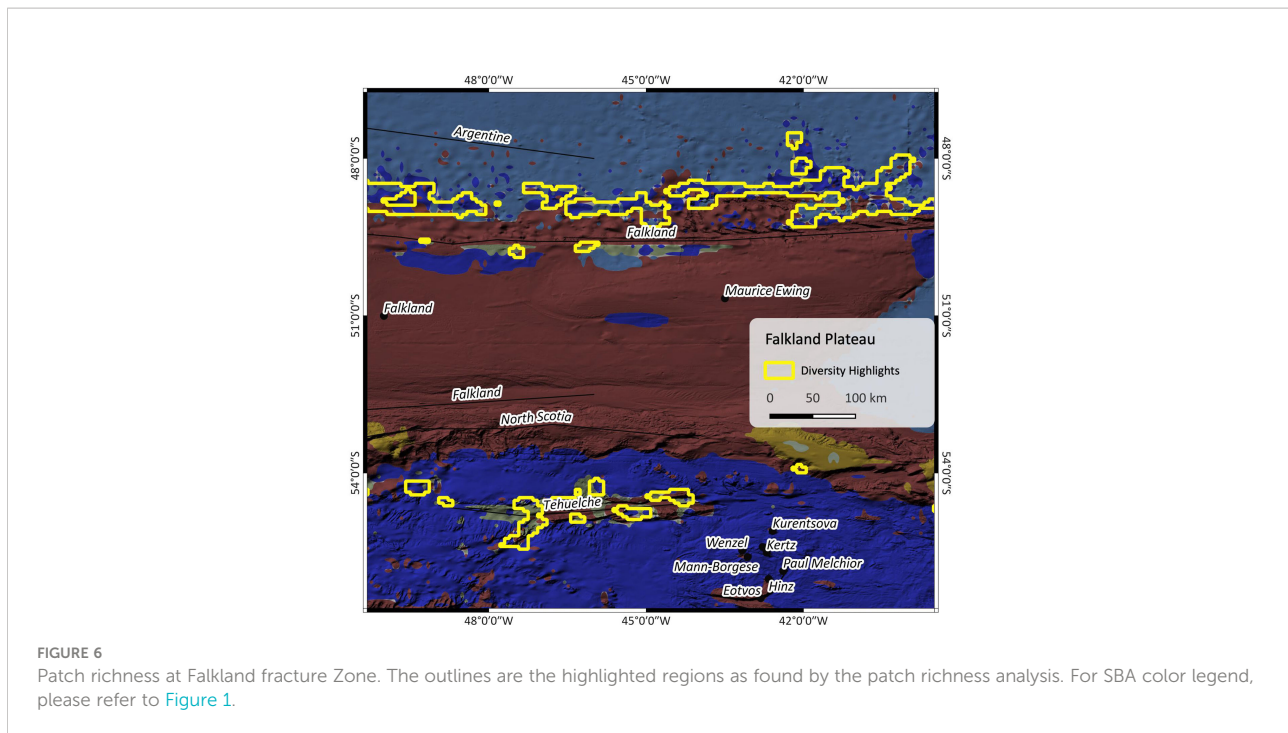 48°0'0"W 45°0'0"W 42°0'0"W
Argentine
48°0'0"S 48°0'0"S
Falkland
Maurice Ewing
Falkland
51°0'0"S 51°0'0"S
Falkland Plateau
Diversity Highlights
0 50 100 km
Falkland
North Scotia
54°0'0"S 54°0'0"S
Tehuelche
Kurentsova
Wenzel Kertz
Mann-Borgese Paul Melchior
Eotvos Hinz
48°0'0"W 45°0'0"W 42°0'0"W
FIGURE 6
Patch richness at Falkland fracture Zone. The outlines are the highlighted regions as found by the patch richness analysis. For SBA color legend,
please refer to Figure 1.